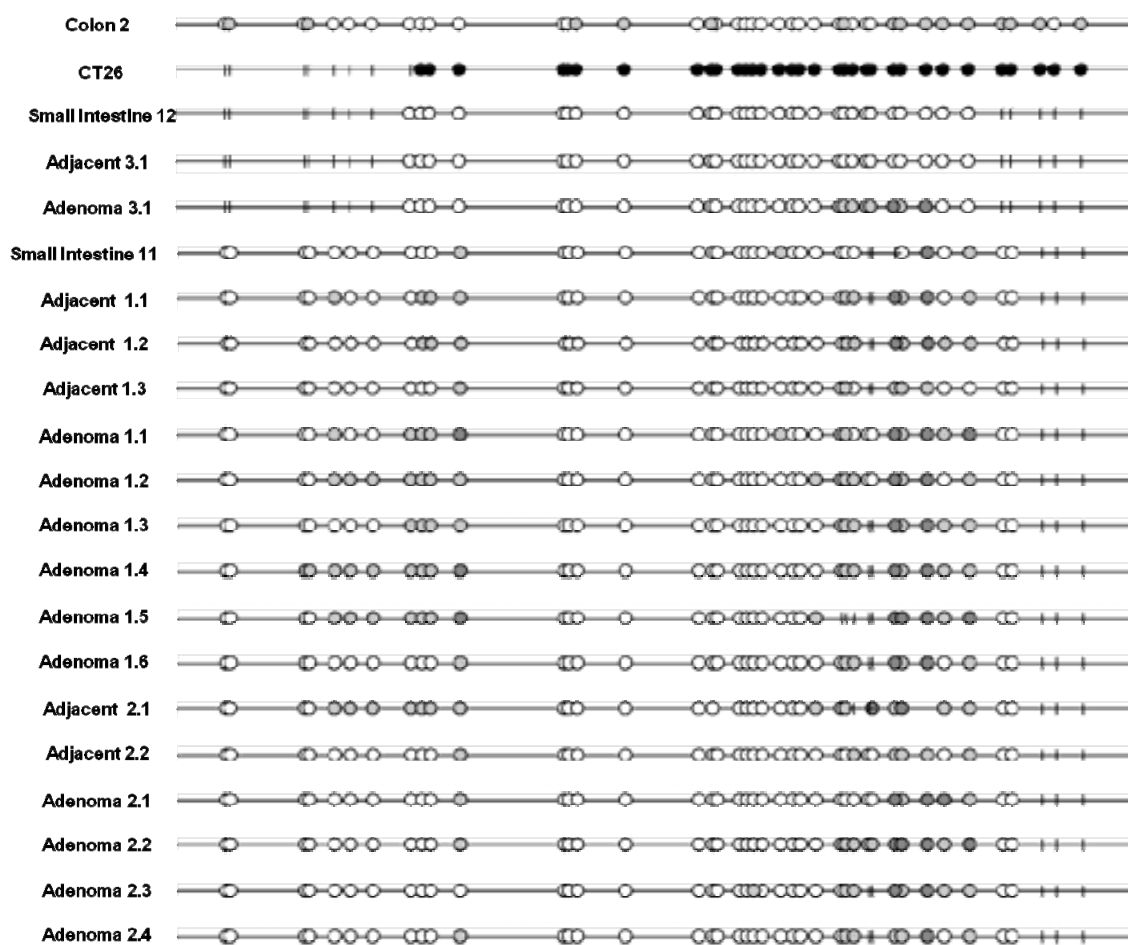 Colon 2
CT26
Small Intestine 12
Adjacent 3.1
Adenoma 3.1
Small Intestine 11
Adjacent 1.1
Adjacent 1.2
Adjacent 1.3
Adenoma 1.1
Adenoma 1.2
Adenoma 1.3
Adenoma 1.4
Adenoma 1.5
Adenoma 1.6
Adjacent 2.1
Adjacent 2.2
Adenoma 2.1
Adenoma 2.2
Adenoma 2.3
Adenoma 2.4